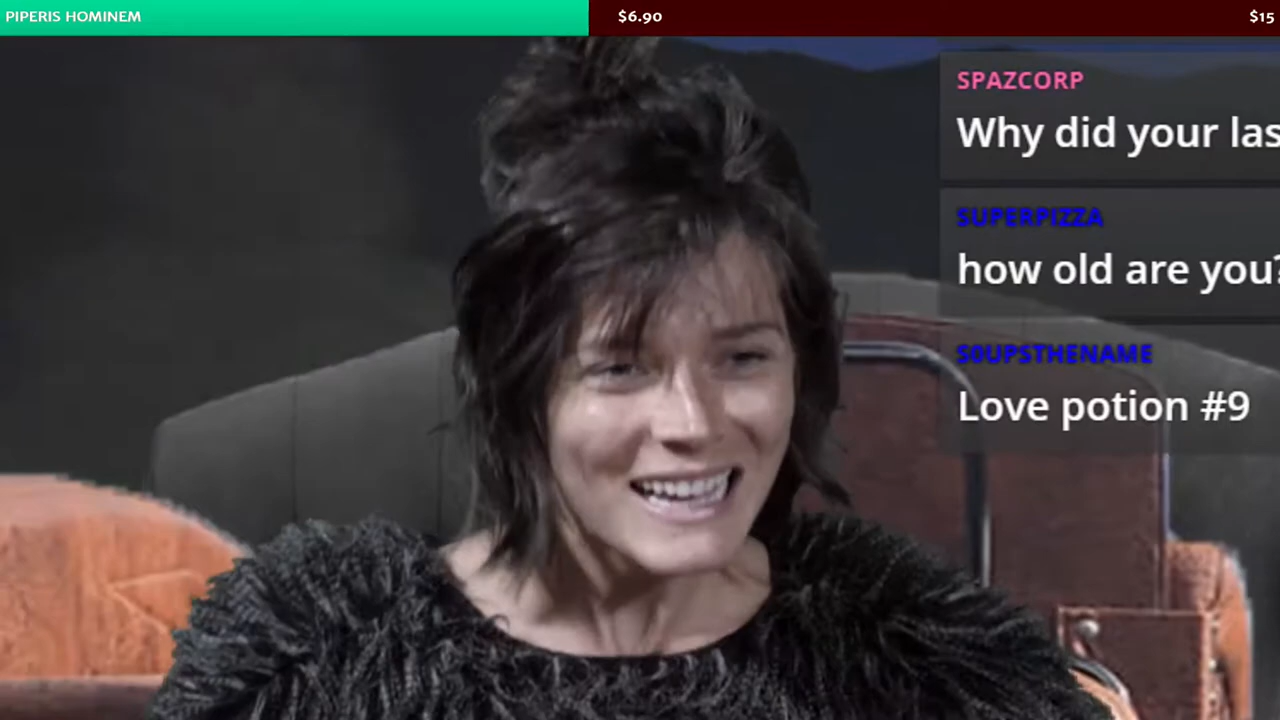 PIPERIS HOMINEM $6.90 $15
SPAZCORP
Why did your las
SUPERPIZZA
how old are you?
S0UPSTHENAME
Love potion #9